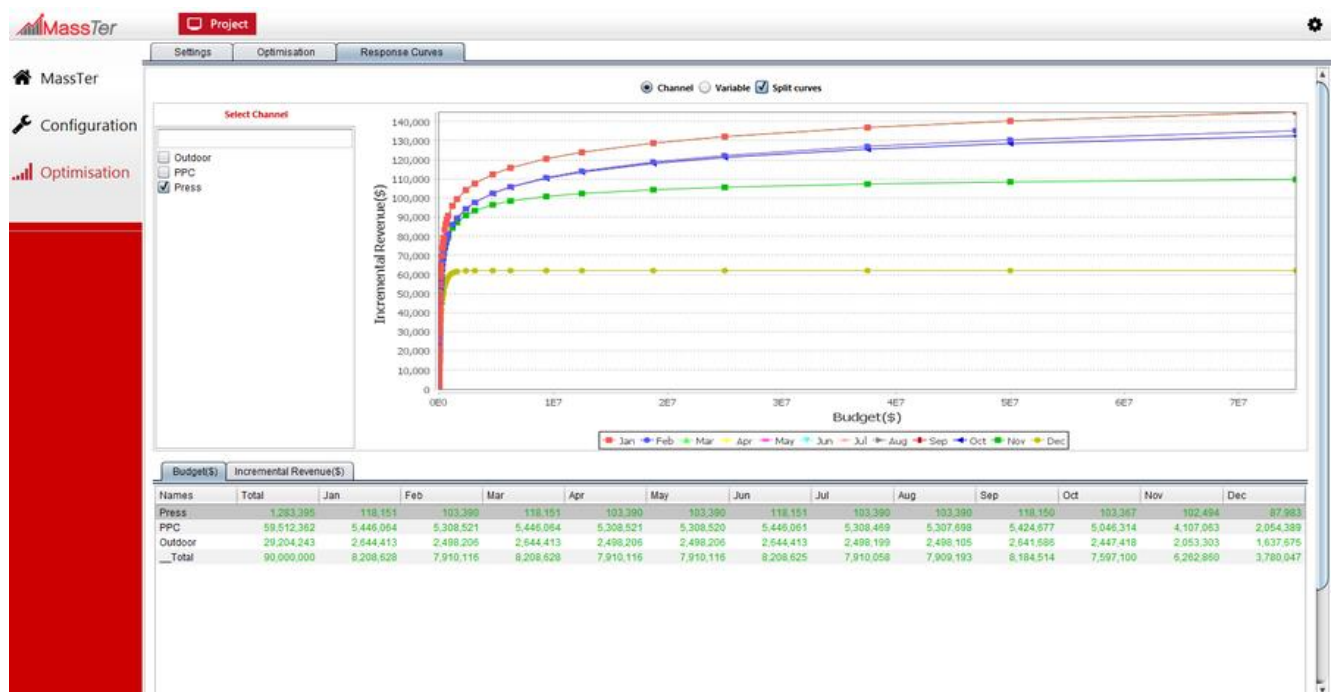 MassTer
Project
Settings Optimisation Response Curves
MassTer
Configuration
Optimisation
Channel Variable Split curves
Select Channel
Outdoor
PPC
Press
Incremental Revenue($)
140,000
130,000
120,000
110,000
100,000
90,000
80,000
70,000
60,000
50,000
40,000
30,000
20,000
10,000
0
0E0 1E7 2E7 3E7 4E7 5E7 6E7 7E7
Budget($)
Jan Feb Mar Apr May Jun Jul Aug Sep Oct Nov Dec
Budget($) Incremental Revenue($)
Names Total Jan Feb Mar Apr May Jun Jul Aug Sep Oct Nov Dec
Press 1,283,395 118,151 103,390 118,151 103,390 103,390 118,151 103,390 103,390 118,150 103,367 102,494 87,983
PPC 59,512,362 5,446,064 5,308,521 5,446,064 5,308,521 5,308,520 5,446,061 5,308,469 5,307,698 5,424,677 5,046,314 4,107,063 2,054,389
Outdoor 29,204,243 2,644,413 2,498,206 2,644,413 2,498,206 2,498,206 2,644,413 2,498,199 2,498,105 2,641,686 2,447,418 2,053,303 1,637,675
__Total 90,000,000 8,208,628 7,910,116 8,208,628 7,910,116 7,910,116 8,208,625 7,910,058 7,909,193 8,184,514 7,597,100 6,262,860 3,780,047